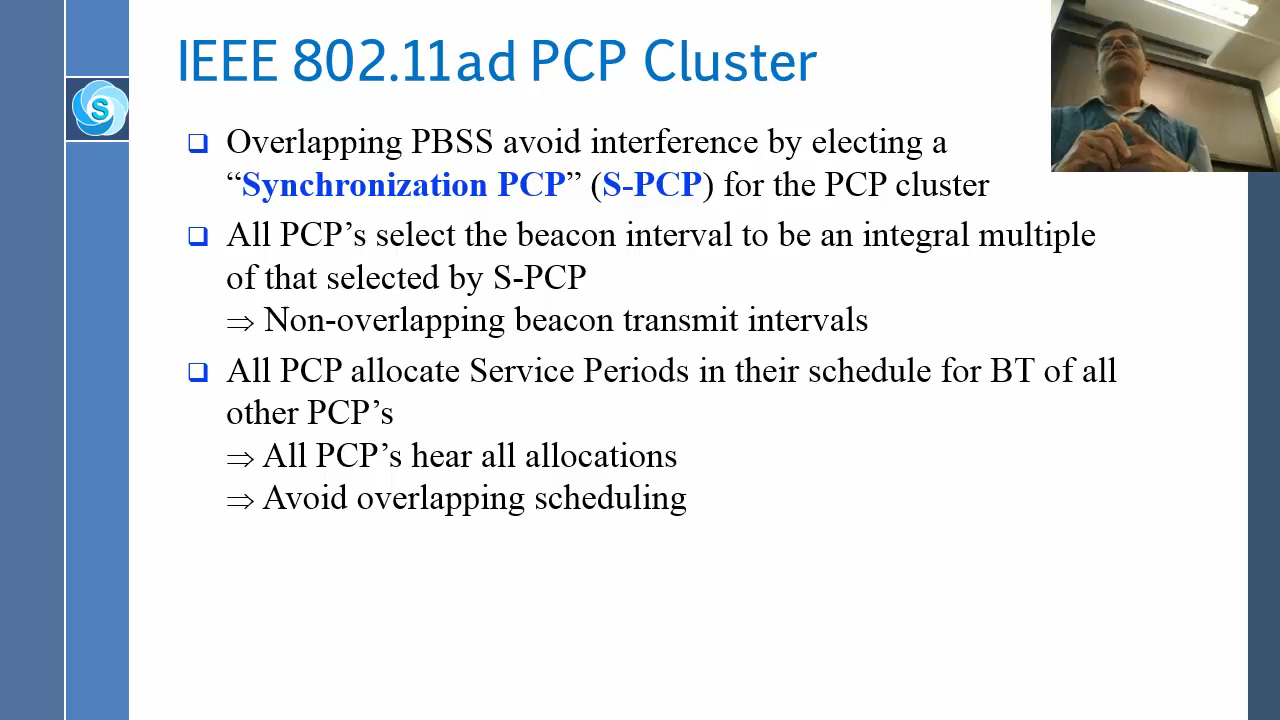 IEEE 802.11ad PCP Cluster
S
Overlapping PBSS avoid interference by electing a
“Synchronization PCP” (S-PCP) for the PCP cluster
All PCP’s select the beacon interval to be an integral multiple
of that selected by S-PCP
⇒ Non-overlapping beacon transmit intervals
All PCP allocate Service Periods in their schedule for BT of all
other PCP’s
⇒ All PCP’s hear all allocations
⇒ Avoid overlapping scheduling